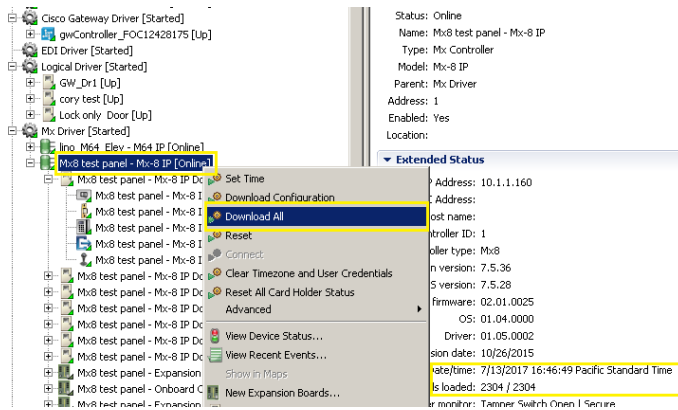 Cisco Gateway Driver [Started]
gwController_FOC12428175 [Up]
EDI Driver [Started]
Logical Driver [Started]
GW_Dr1 [Up]
cory test [Up]
Lock only Door [Up]
Mx Driver [Started]
lino_M64_Elev - M64 IP [Online]
Mx8 test panel - Mx-8 IP [Online]
Mx8 test panel - Mx-8 IP Do
Mx8 test panel - Mx-8 I
Mx8 test panel - Mx-8 I
Mx8 test panel - Mx-8 I
Mx8 test panel - Mx-8 I
Mx8 test panel - Mx-8 I
Mx8 test panel - Mx-8 IP Do
Mx8 test panel - Mx-8 IP Do
Mx8 test panel - Mx-8 IP Do
Mx8 test panel - Mx-8 IP Do
Mx8 test panel - Mx-8 IP Do
Mx8 test panel - Expansion
Mx8 test panel - Onboard C
Mx8 test panel - Expansion
Set Time
Download Configuration
Download All
Reset
Connect
Clear Timezone and User Credentials
Reset All Card Holder Status
Advanced
View Device Status...
View Recent Events...
Show in Maps
New Expansion Boards...
Status: Online
Name: Mx8 test panel - Mx-8 IP
Type: Mx Controller
Model: Mx-8 IP
Parent: Mx Driver
Address: 1
Enabled: Yes
Location:
Extended Status
Address: 10.1.1.160
Address:
ost name:
ntroller ID: 1
oller type: Mx8
n version: 7.5.36
S version: 7.5.28
firmware: 02.01.0025
OS: 01.04.0000
Driver: 01.05.0002
sion date: 10/26/2015
ate/time: 7/13/2017 16:46:49 Pacific Standard Time
ls loaded: 2304 / 2304
r monitor: Tamper Switch Open | Secure